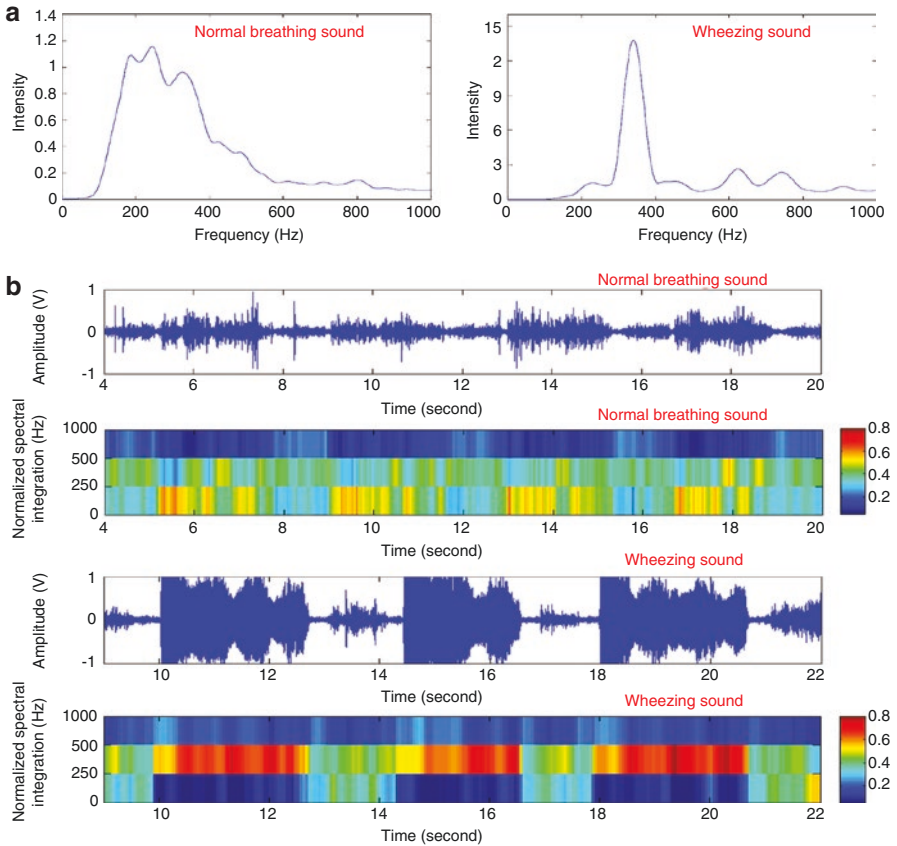 a
Normal breathing sound
1.4
1.2
1
0.8
0.6
0.4
0.2
0
Intensity
0 200 400 600 800 1000
Frequency (Hz)
Wheezing sound
15
2
9
6
3
0
Intensity
0 200 400 600 800 1000
Frequency (Hz)
b
Normal breathing sound
Amplitude (V)
1
0
-1
4 6 8 10 12 14 16 18 20
Time (second)
Normal breathing sound
Normalized spectral
integration (Hz)
1000
500
250
0
4 6 8 10 12 14 16 18 20
Time (second)
0.8
0.6
0.4
0.2
Wheezing sound
Amplitude (V)
1
0
-1
10 12 14 16 18 20 22
Time (second)
Wheezing sound
Normalized spectral
integration (Hz)
1000
500
250
0
10 12 14 16 18 20 22
Time (second)
0.8
0.6
0.4
0.2